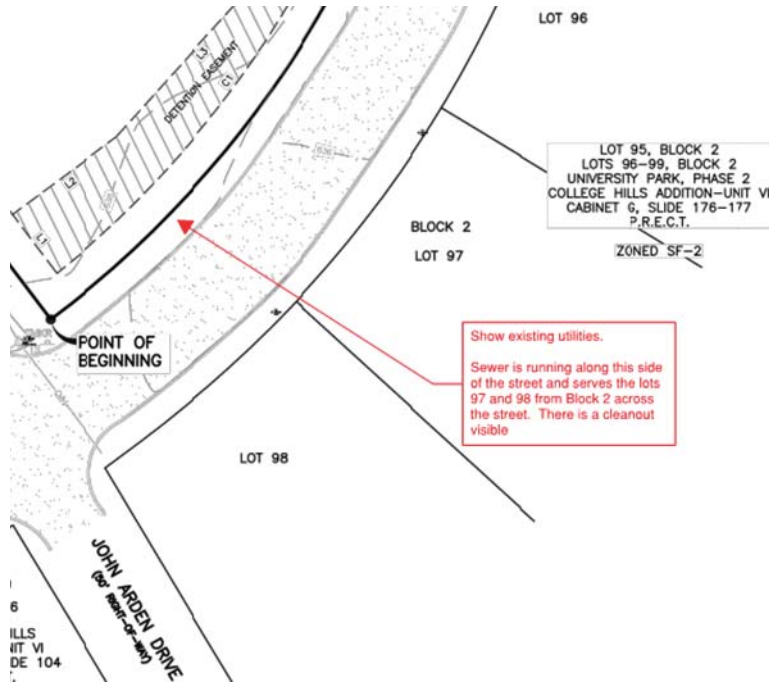 LOT 96
L3
C1
DETENTION EASEMENT
L2
L1
LOT 95, BLOCK 2
LOTS 96-99, BLOCK 2
UNIVERSITY PARK, PHASE 2
COLLEGE HILLS ADDITION-UNIT VI
CABINET G, SLIDE 176-177
P.R.E.C.T.
ZONED SF-2
BLOCK 2
LOT 97
POINT OF
BEGINNING
Show existing utilities.
Sewer is running along this side
of the street and serves the lots
97 and 98 from Block 2 across
the street. There is a cleanout
visible
LOT 98
JOHN ARDEN DRIVE
(50' RIGHT-OF-WAY)
6
ILLS
NIT VI
DE 104